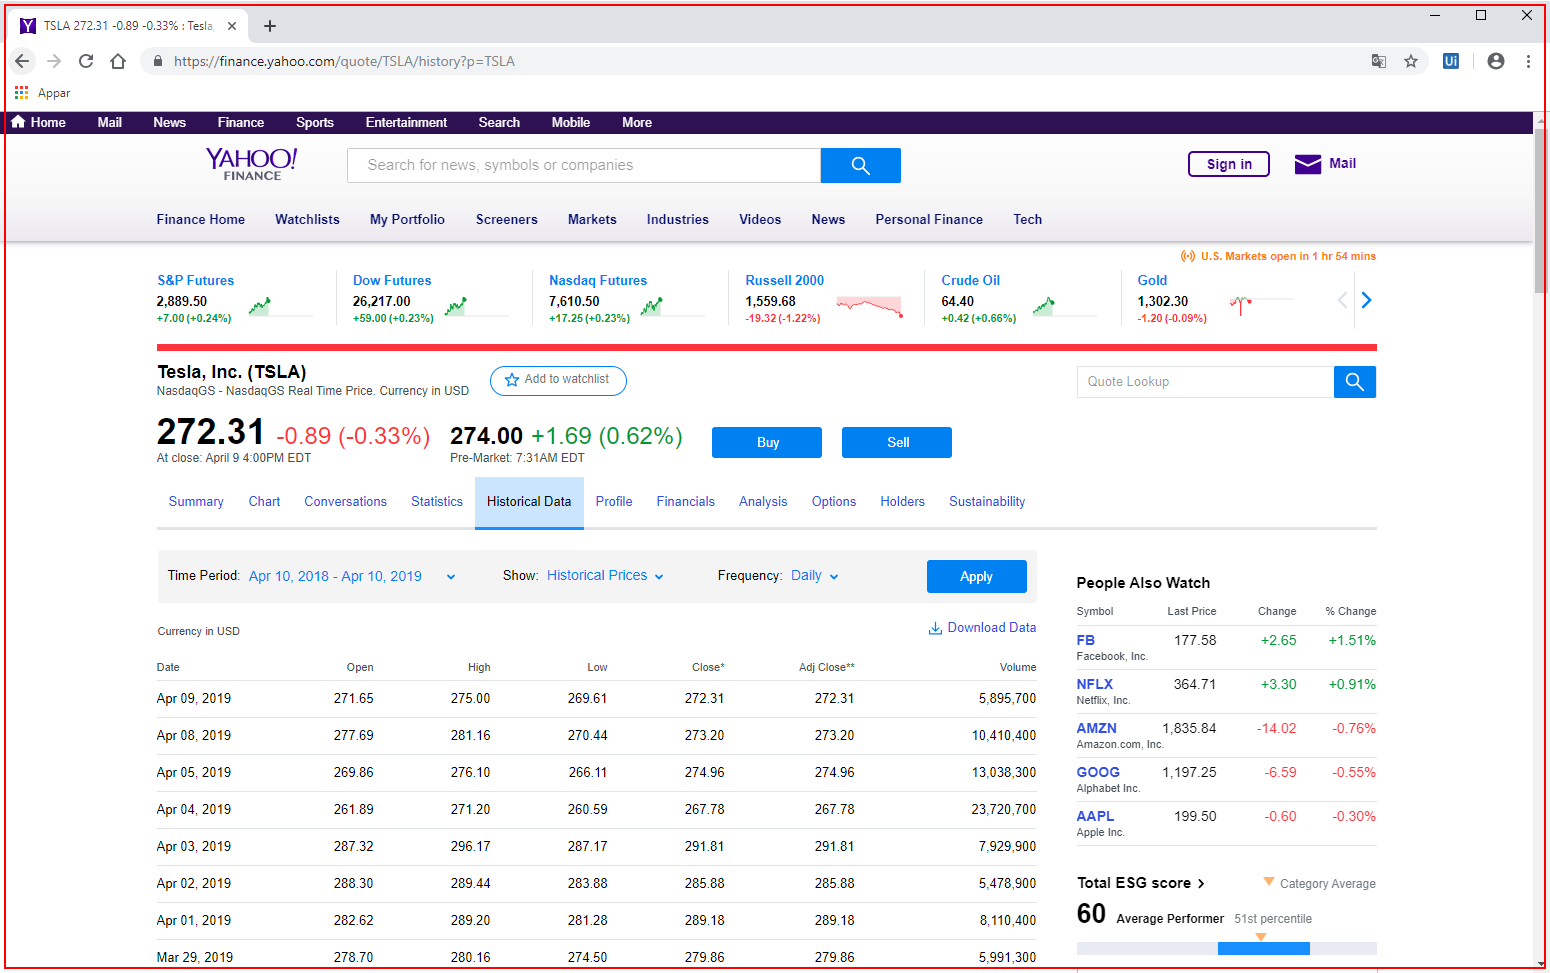 TSLA 272.31 -0.89 -0.33% : Tesla,
https://finance.yahoo.com/quote/TSLA/history?p=TSLA
Ui
Appar
Home Mail News Finance Sports Entertainment Search Mobile More
YAHOO!
FINANCE
Search for news, symbols or companies
Sign in
Mail
Finance Home Watchlists My Portfolio Screeners Markets Industries Videos News Personal Finance Tech
U.S. Markets open in 1 hr 54 mins
S&P Futures Dow Futures Nasdaq Futures Russell 2000 Crude Oil Gold
2,889.50 26,217.00 7,610.50 1,559.68 64.40 1,302.30
+7.00 (+0.24%) +59.00 (+0.23%) +17.25 (+0.23%) -19.32 (-1.22%) +0.42 (+0.66%) -1.20 (-0.09%)
Tesla, Inc. (TSLA)
NasdaqGS - NasdaqGS Real Time Price. Currency in USD
Add to watchlist
Quote Lookup
272.31 -0.89 (-0.33%) 274.00 +1.69 (0.62%)
At close: April 9 4:00PM EDT Pre-Market: 7:31AM EDT
Buy Sell
Summary Chart Conversations Statistics Historical Data Profile Financials Analysis Options Holders Sustainability
Time Period: Apr 10, 2018 - Apr 10, 2019 Show: Historical Prices Frequency: Daily Apply
Currency in USD Download Data
Date Open High Low Close* Adj Close** Volume
Apr 09, 2019 271.65 275.00 269.61 272.31 272.31 5,895,700
Apr 08, 2019 277.69 281.16 270.44 273.20 273.20 10,410,400
Apr 05, 2019 269.86 276.10 266.11 274.96 274.96 13,038,300
Apr 04, 2019 261.89 271.20 260.59 267.78 267.78 23,720,700
Apr 03, 2019 287.32 296.17 287.17 291.81 291.81 7,929,900
Apr 02, 2019 288.30 289.44 283.88 285.88 285.88 5,478,900
Apr 01, 2019 282.62 289.20 281.28 289.18 289.18 8,110,400
Mar 29, 2019 278.70 280.16 274.50 279.86 279.86 5,991,300
People Also Watch
Symbol Last Price Change % Change
FB 177.58 +2.65 +1.51%
Facebook, Inc.
NFLX 364.71 +3.30 +0.91%
Netflix, Inc.
AMZN 1,835.84 -14.02 -0.76%
Amazon.com, Inc.
GOOG 1,197.25 -6.59 -0.55%
Alphabet Inc.
AAPL 199.50 -0.60 -0.30%
Apple Inc.
Total ESG score Category Average
60 Average Performer 51st percentile